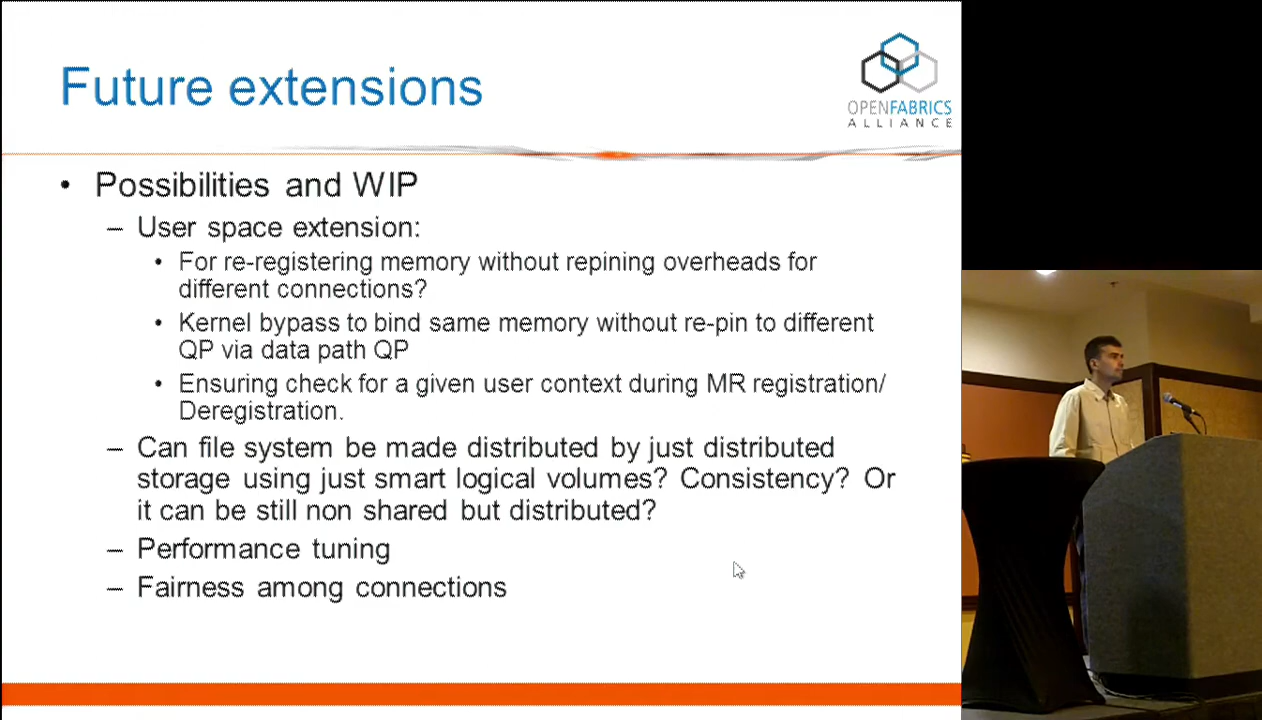 Future extensions
OPENFABRICS
ALLIANCE
• Possibilities and WIP
– User space extension:
• For re-registering memory without repining overheads for
different connections?
• Kernel bypass to bind same memory without re-pin to different
QP via data path QP
• Ensuring check for a given user context during MR registration/
Deregistration.
– Can file system be made distributed by just distributed
storage using just smart logical volumes? Consistency? Or
it can be still non shared but distributed?
– Performance tuning
– Fairness among connections